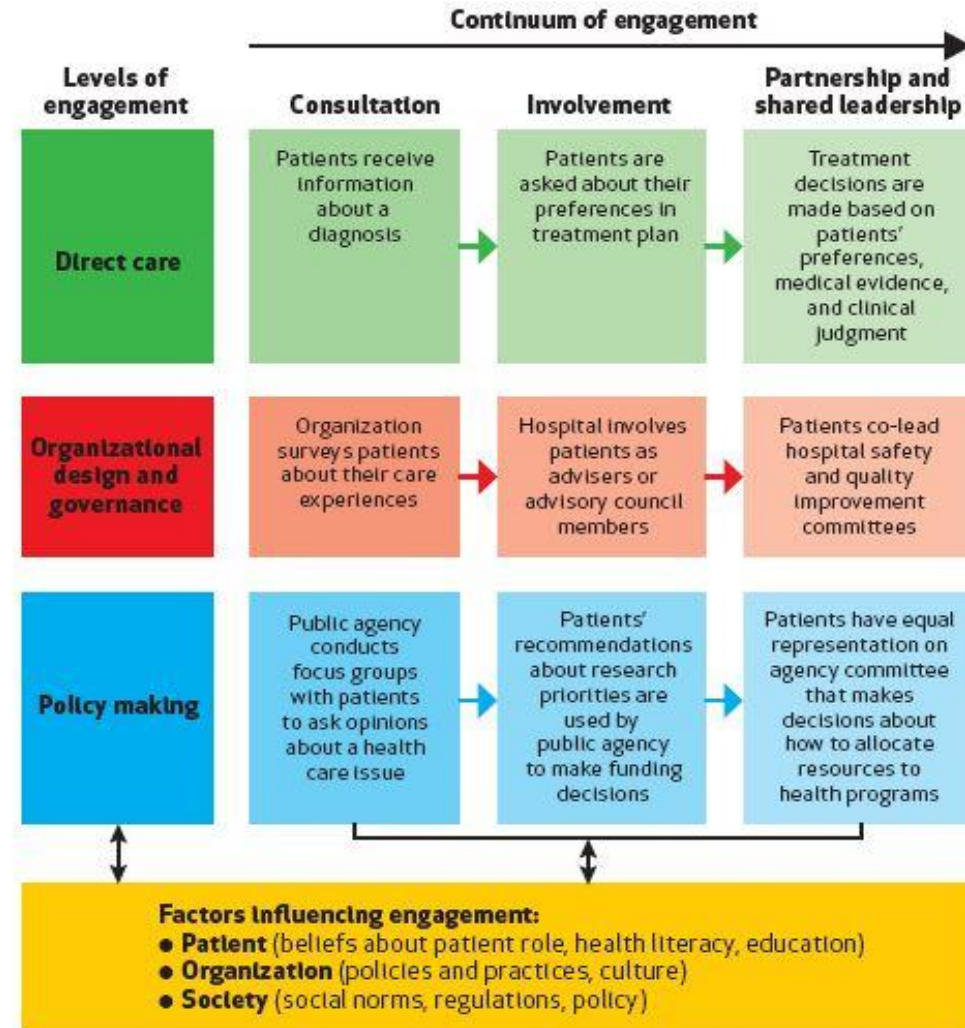 Continuum of engagement
Levels of
engagement
Consultation
Involvement
Partnership and
shared leadership
Direct care
Patients receive
information
about a
diagnosis
Patients are
asked about their
preferences in
treatment plan
Treatment
decisions are
made based on
patients'
preferences,
medical evidence,
and clinical
judgment
Organizational
design and
governance
Organization
surveys patients
about their care
experiences
Hospital involves
patients as
advisers or
advisory council
members
Patients co-lead
hospital safety
and quality
improvement
committees
Policy making
Public agency
conducts
focus groups
with patients
to ask opinions
about a health
care issue
Patients'
recommendations
about research
priorities are
used by
public agency
to make funding
decisions
Patients have equal
representation on
agency committee
that makes
decisions about
how to allocate
resources to
health programs
Factors influencing engagement:
● Patient (beliefs about patient role, health literacy, education)
● Organization (policies and practices, culture)
● Society (social norms, regulations, policy)